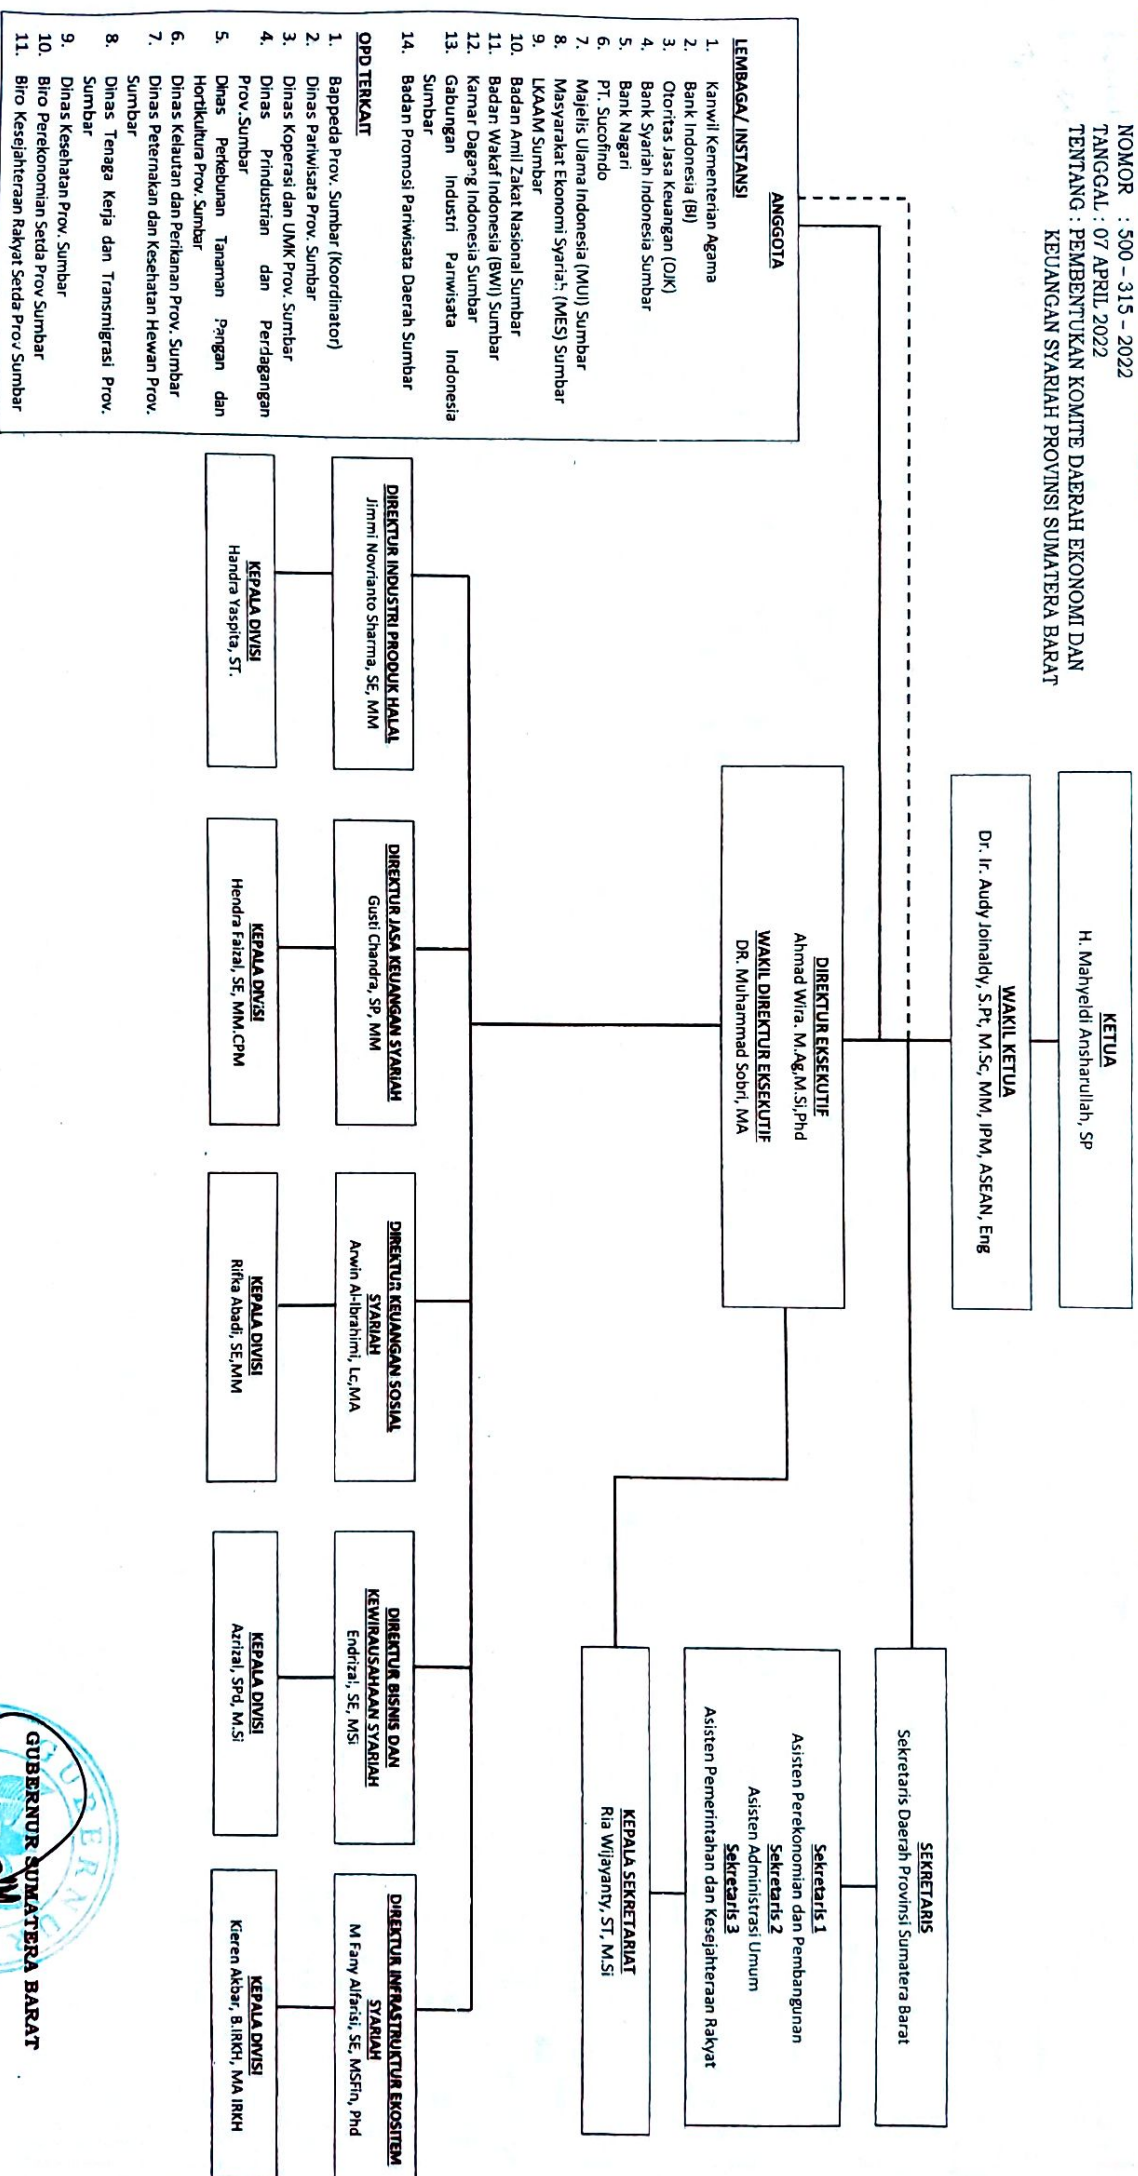 NOMOR : 500 – 315 – 2022
TANGGAL : 07 APRIL 2022
TENTANG : PEMBENTUKAN KOMITE DAERAH EKONOMI DAN
KEUANGAN SYARIAH PROVINSI SUMATERA BARAT
KETUA
H. Mahyeldi Ansharullah, SP
WAKIL KETUA
Dr. Ir. Audy Joinaldy, S.Pt, M.Sc, MM, IPM, ASEAN, Eng
SEKRETARIS
Sekretaris Daerah Provinsi Sumatera Barat
Sekretaris 1
Asisten Perekonomian dan Pembangunan
Sekretaris 2
Asisten Administrasi Umum
Sekretaris 3
Asisten Pemerintahan dan Kesejahteraan Rakyat
KEPALA SEKRETARIAT
Ria Wijayanty, ST, M.Si
DIREKTUR EKSEKUTIF
Ahmad Wira. M.Ag,M.Si,Phd
WAKIL DIREKTUR EKSEKUTIF
DR. Muhammad Sobri, MA
ANGGOTA
LEMBAGA/ INSTANSI
1. Kanwil Kementerian Agama
2. Bank Indonesia (BI)
3. Otoritas Jasa Keuangan (OJK)
4. Bank Syariah Indonesia Sumbar
5. Bank Nagari
6. PT. Sucofindo
7. Majelis Ulama Indonesia (MUI) Sumbar
8. Masyarakat Ekonomi Syariah (MES) Sumbar
9. LKAAM Sumbar
10. Badan Amil Zakat Nasional Sumbar
11. Badan Wakaf Indonesia (BWI) Sumbar
12. Kamar Dagang Indonesia Sumbar
13. Gabungan Industri Pariwisata Indonesia
Sumbar
14. Badan Promosi Pariwisata Daerah Sumbar
OPD TERKAIT
1. Bappeda Prov. Sumbar (Koordinator)
2. Dinas Pariwisata Prov. Sumbar
3. Dinas Koperasi dan UMK Prov. Sumbar
4. Dinas Prindustrian dan Perdagangan
Prov.Sumbar
5. Dinas Perkebunan Tanaman Pangan dan
Hortikultura Prov. Sumbar
6. Dinas Kelautan dan Perikanan Prov. Sumbar
7. Dinas Peternakan dan Kesehatan Hewan Prov.
Sumbar
8. Dinas Tenaga Kerja dan Transmigrasi Prov.
Sumbar
9. Dinas Kesehatan Prov. Sumbar
10. Biro Perekonomian Setda Prov Sumbar
11. Biro Kesejahteraan Rakyat Setda Prov Sumbar
DIREKTUR INDUSTRI PRODUK HALAL
Jimmi Novrianto Sharma, SE, MM
KEPALA DIVISI
Handra Yaspita, ST.
DIREKTUR JASA KEUANGAN SYARIAH
Gusti Chandra, SP, MM
KEPALA DIVISI
Hendra Faizal, SE, MM.CPM
DIREKTUR KEUANGAN SOSIAL
SYARIAH
Arwin Al-Ibrahimi, Lc,MA
KEPALA DIVISI
Rifka Abadi, SE,MM
DIREKTUR BISNIS DAN
KEWIRAUSAHAAN SYARIAH
Endrizal, SE, MSi
KEPALA DIVISI
Azrizal, SPd, M.Si
DIREKTUR INFRASTRUKTUR EKOSITEM
SYARIAH
M Fany Alfarisi, SE, MSFin, Phd
KEPALA DIVISI
Kieren Akbar, B.IRKH, MA IRKH
GUBERNUR SUMATERA BARAT
GUBERNUR